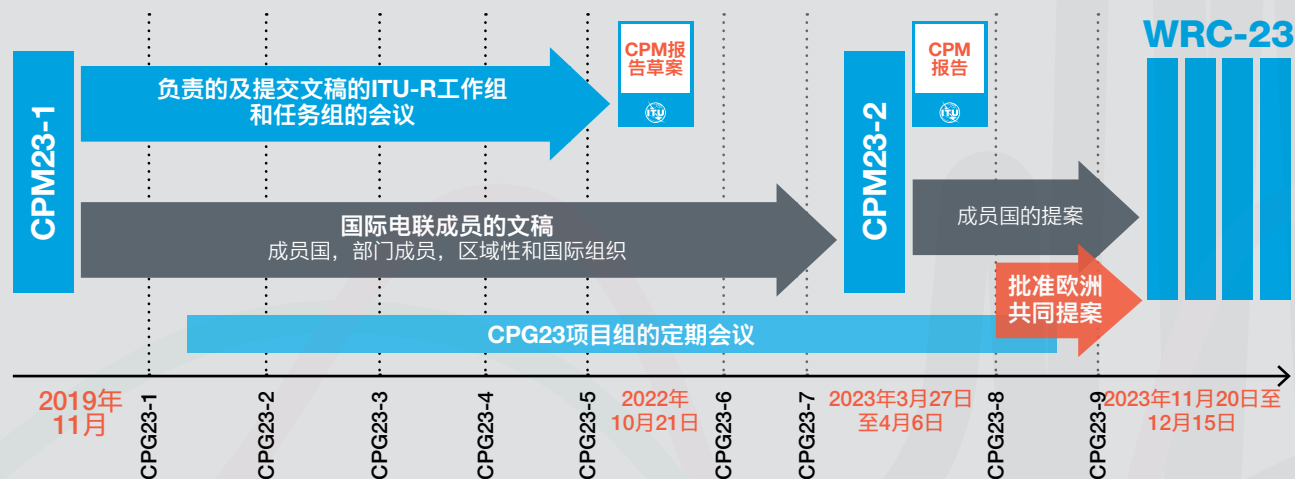 WRC-23
CPM23-1
负责的及提交文稿的ITU-R工作组
和任务组的会议
CPM报
告草案
ITU
CPM23-2
CPM
报告
ITU
国际电联成员的文稿
成员国，部门成员，区域性和国际组织
成员国的提案
批准欧洲
共同提案
CPG23项目组的定期会议
2019年
11月
CPG23-1
CPG23-2
CPG23-3
CPG23-4
CPG23-5
2022年
10月21日
CPG23-6
CPG23-7
2023年3月27日
至4月6日
CPG23-8
CPG23-9
2023年11月20日至
12月15日